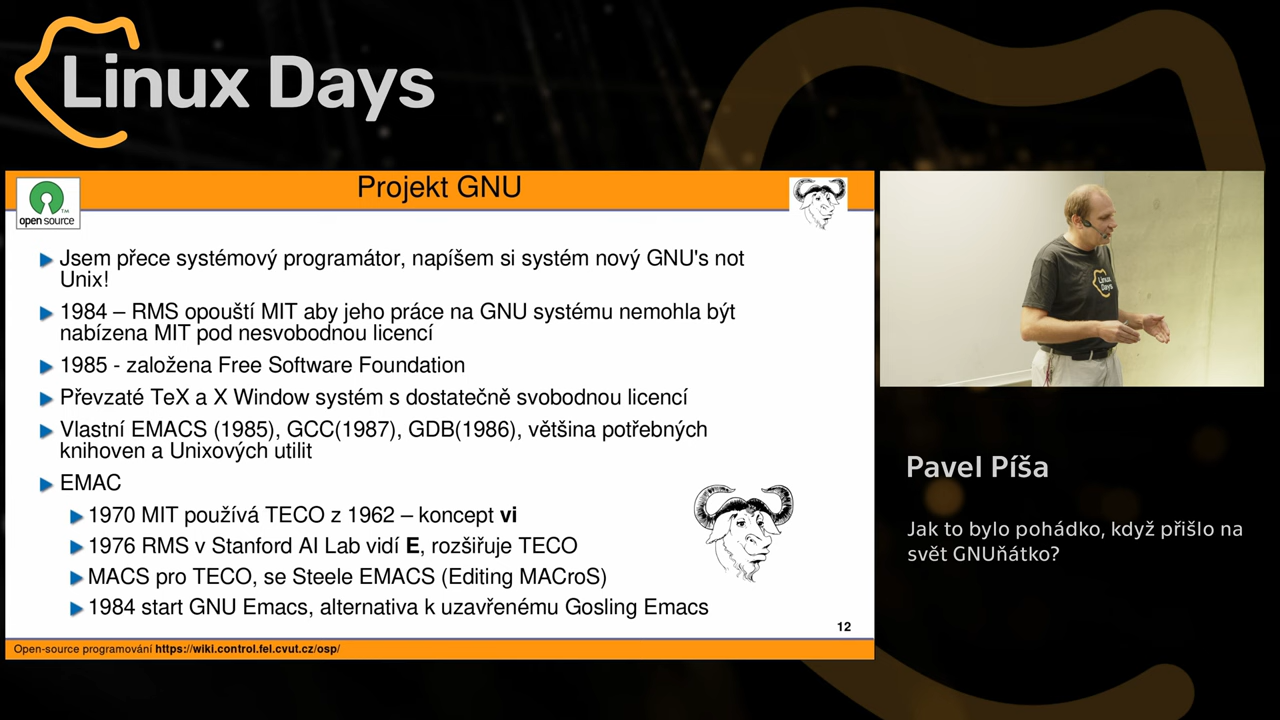 Linux Days
Projekt GNU
open source
TM
Jsem přece systémový programátor, napíšem si systém nový GNU's not
Unix!
1984 – RMS opouští MIT aby jeho práce na GNU systému nemohla být
nabízena MIT pod nesvobodnou licencí
1985 - založena Free Software Foundation
Převzaté TeX a X Window systém s dostatečně svobodnou licencí
Vlastní EMACS (1985), GCC(1987), GDB(1986), většina potřebných
knihoven a Unixových utilit
EMAC
1970 MIT používá TECO z 1962 – koncept vi
1976 RMS v Stanford AI Lab vidí E, rozšiřuje TECO
MACS pro TECO, se Steele EMACS (Editing MACroS)
1984 start GNU Emacs, alternativa k uzavřenému Gosling Emacs
12
Open-source programování https://wiki.control.fel.cvut.cz/osp/
Linux
Days
Pavel Píša
Jak to bylo pohádko, když přišlo na
svět GNUňátko?